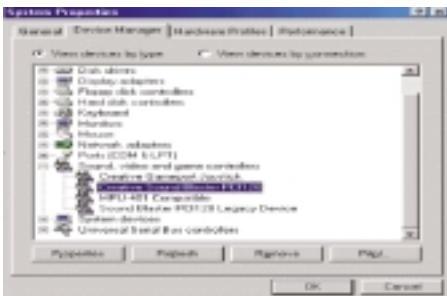 System Properties
General Device Manager Hardware Profiles Performance
View devices by type View devices by connection
Disk drives
Display adapters
Floppy disk controllers
Hard disk controllers
Keyboard
Monitors
Mouse
Network adapters
Ports (COM & LPT)
Sound, video and game controllers
Creative Gameport Joystick
Creative Sound Blaster PCI128
MPU-401 Compatible
Sound Blaster PCI128 Legacy Device
System devices
Universal Serial Bus controllers
Properties Refresh Remove Print...
OK Cancel